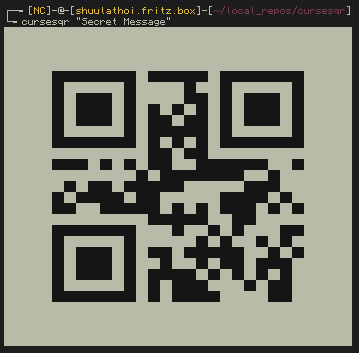 [NC]-@-[shuulathoi.fritz.box]-[~/local_repos/cursesqr]
cursesqr "Secret Message"